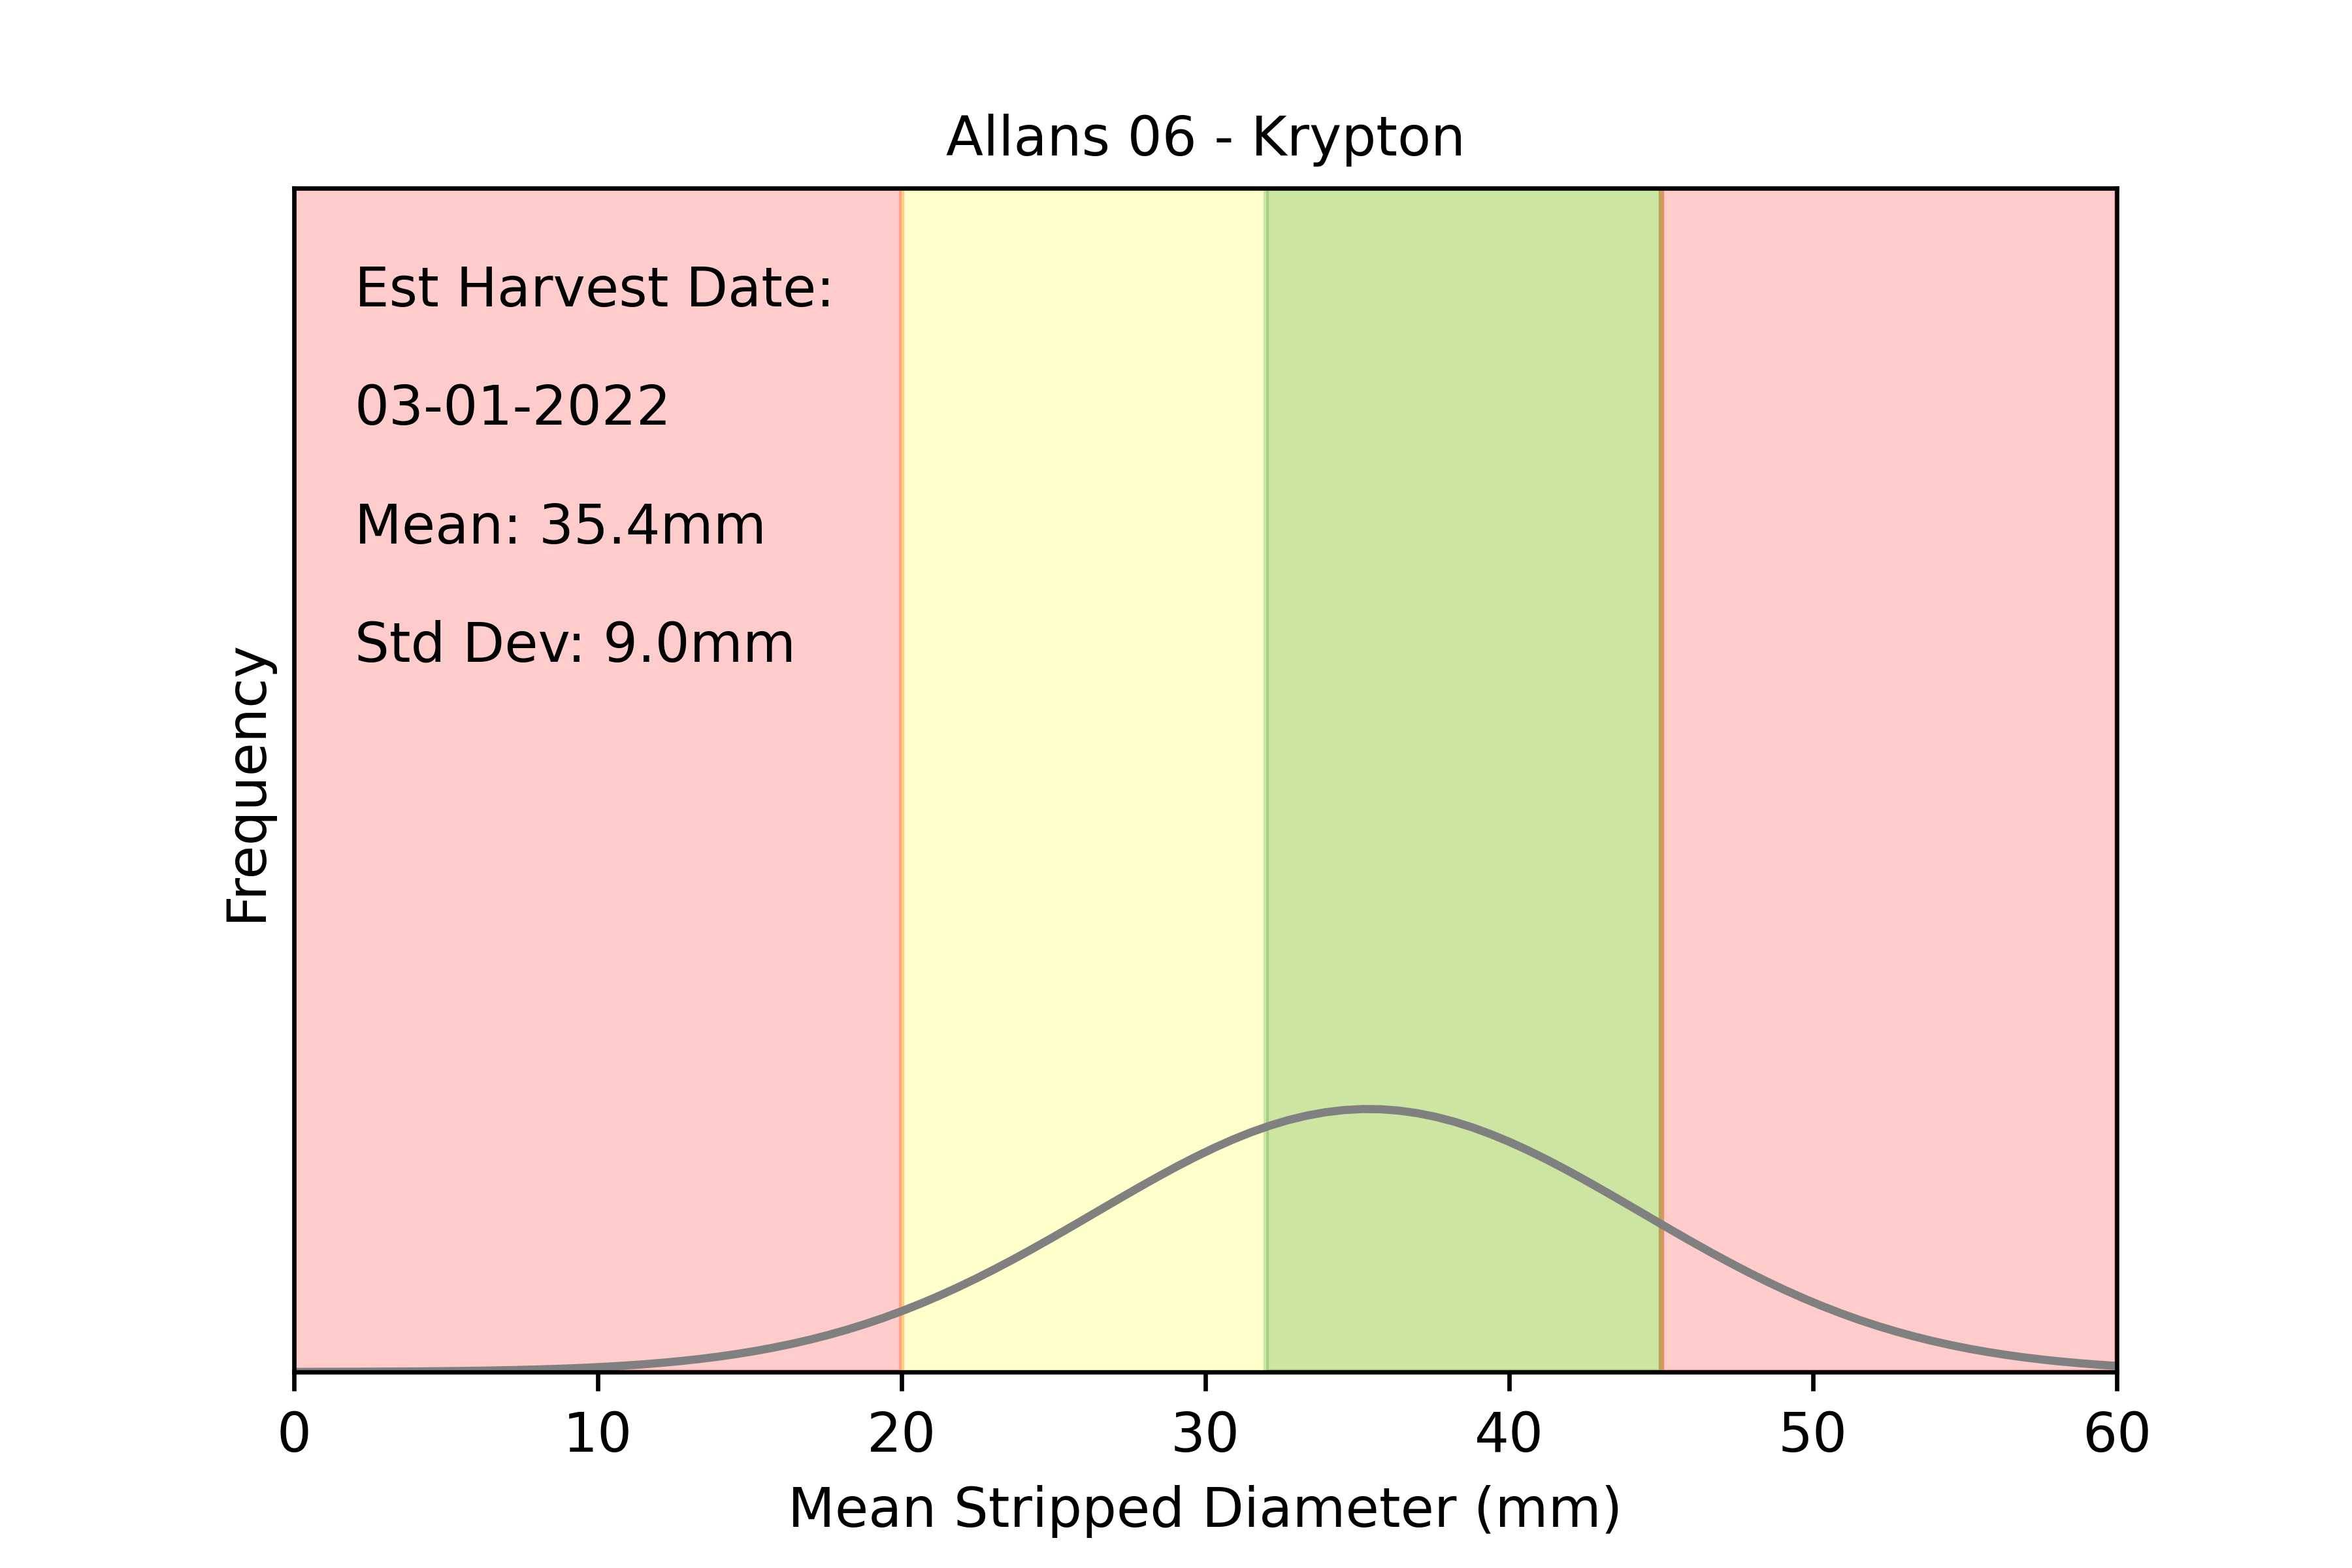 Allans 06 - Krypton
Est Harvest Date:
03-01-2022
Mean: 35.4mm
Std Dev: 9.0mm
Frequency
0 10 20 30 40 50 60
Mean Stripped Diameter (mm)